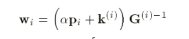 w_i = (αp_i + k^(i)) G^(i)−1